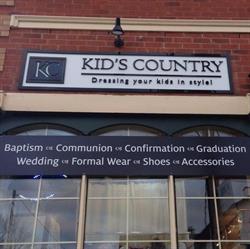 KC
KID'S COUNTRY
Dressing your kids in style!
Baptism Communion Confirmation Graduation
Wedding Formal Wear Shoes Accessories